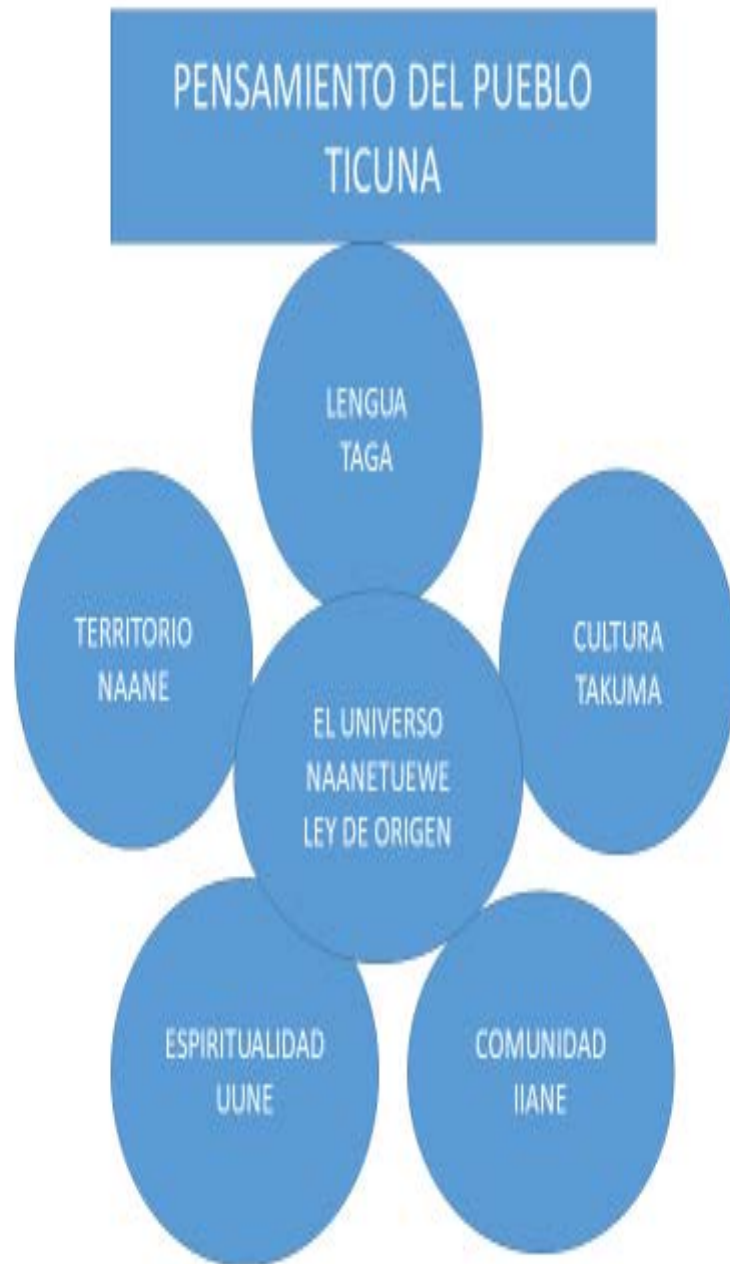 PENSAMIENTO DEL PUEBLO
TICUNA
LENGUA
TAGA
TERRITORIO
NAANE
CULTURA
TAKUMA
EL UNIVERSO
NAANETUEWE
LEY DE ORIGEN
ESPIRITUALIDAD
UUNE
COMUNIDAD
IIANE